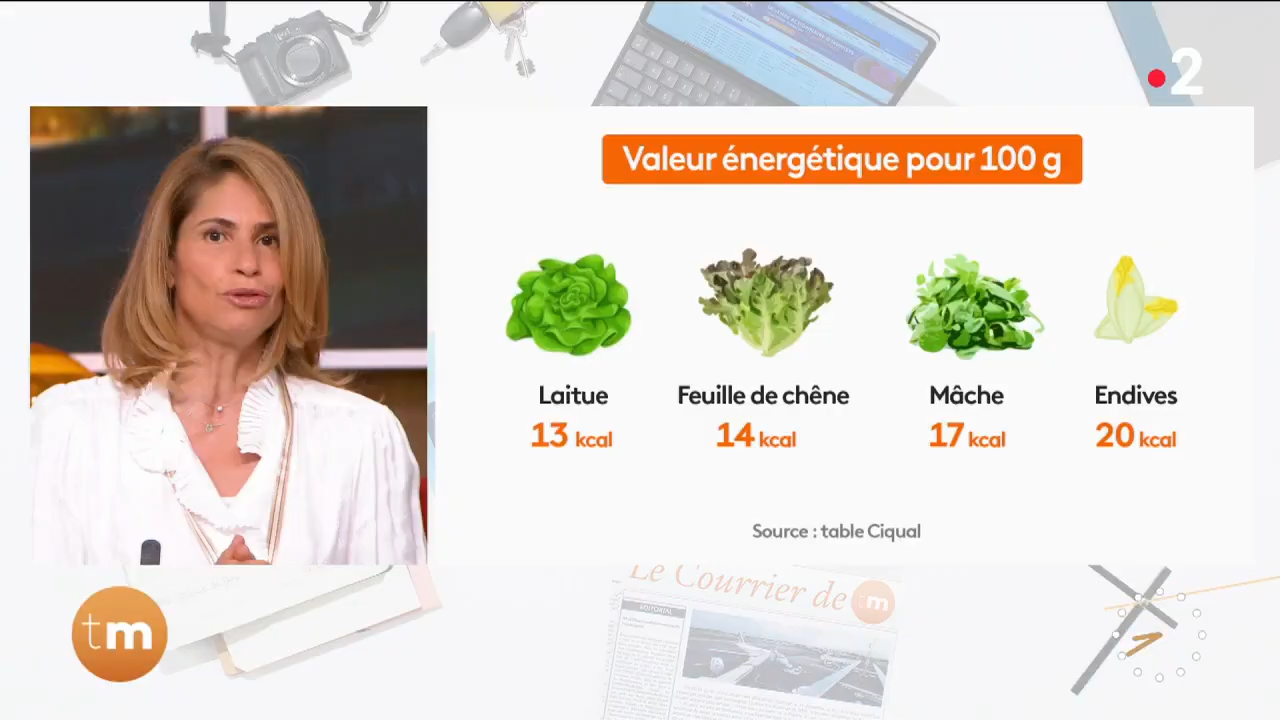 2
Valeur énergétique pour 100 g
Laitue
13 kcal
Feuille de chêne
14 kcal
Mâche
17 kcal
Endives
20 kcal
Source : table Ciqual
Le Courrier de tm
EDITORIAL
tm